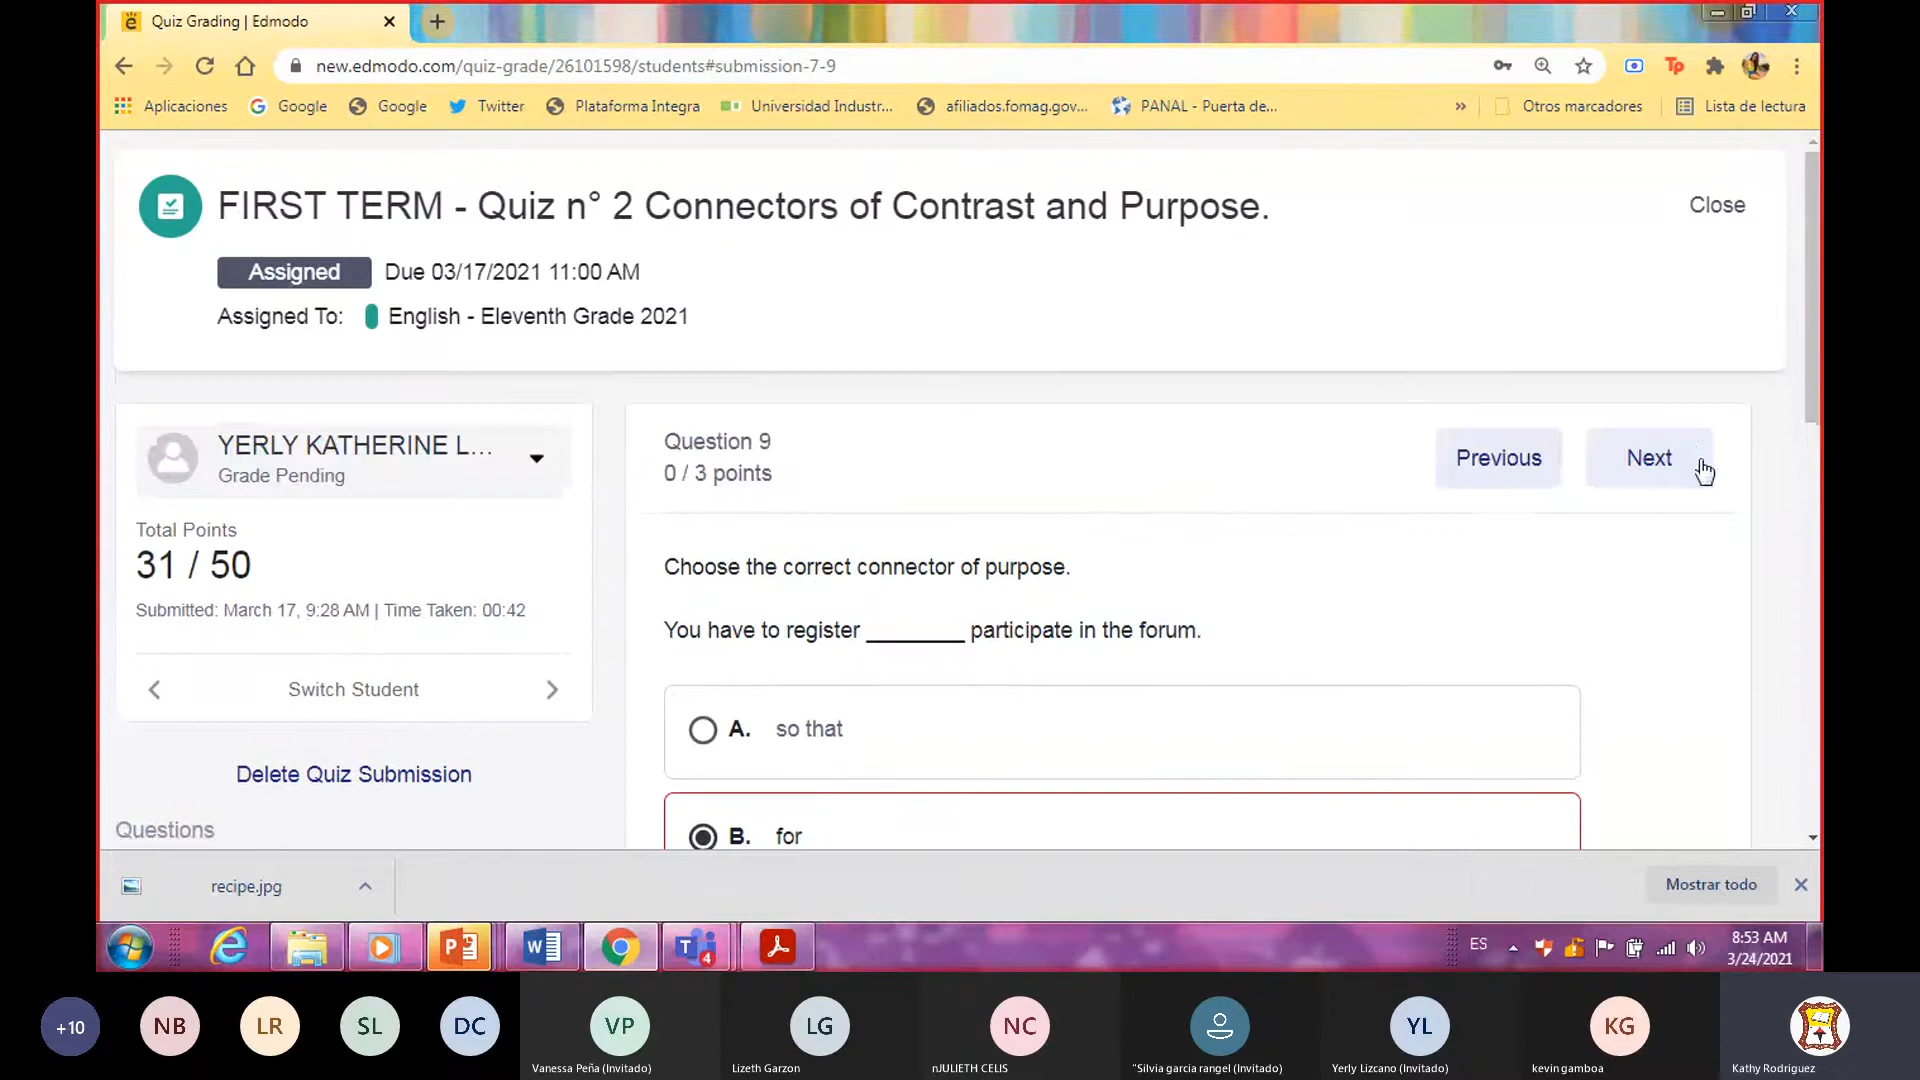 Quiz Grading | Edmodo
new.edmodo.com/quiz-grade/26101598/students#submission-7-9
Tp
Aplicaciones
Google
Google
Twitter
Plataforma Integra
Universidad Industr...
afiliados.fomag.gov...
PANAL - Puerta de...
»
Otros marcadores
Lista de lectura
FIRST TERM - Quiz n° 2 Connectors of Contrast and Purpose.
Close
Assigned
Due 03/17/2021 11:00 AM
Assigned To:
English - Eleventh Grade 2021
YERLY KATHERINE L...
Grade Pending
Total Points
31 / 50
Submitted: March 17, 9:28 AM | Time Taken: 00:42
Switch Student
Delete Quiz Submission
Questions
Question 9
0 / 3 points
Previous
Next
Choose the correct connector of purpose.
You have to register ________ participate in the forum.
A. so that
B. for
recipe.jpg
Mostrar todo
4
ES
8:53 AM
3/24/2021
+10
NB
LR
SL
DC
VP
Vanessa Peña (Invitado)
LG
Lizeth Garzon
NC
nJULIETH CELIS
"Silvia garcia rangel (Invitado)
YL
Yerly Lizcano (Invitado)
KG
kevin gamboa
Kathy Rodriguez